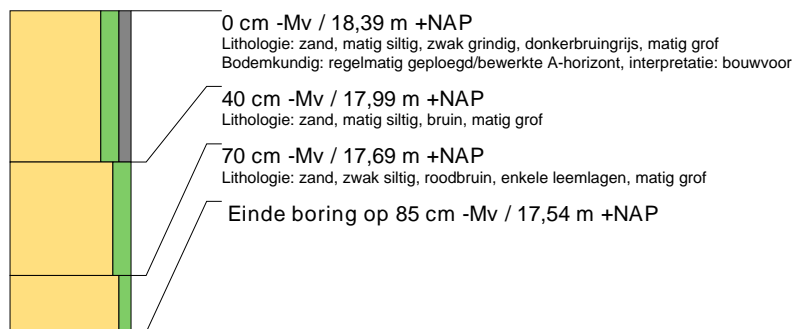 0 cm -Mv / 18,39 m +NAP
Lithologie: zand, matig siltig, zwak grindig, donkerbruingrijs, matig grof
Bodemkundig: regelmatig geploegd/bewerkte A-horizont, interpretatie: bouwvoor
40 cm -Mv / 17,99 m +NAP
Lithologie: zand, matig siltig, bruin, matig grof
70 cm -Mv / 17,69 m +NAP
Lithologie: zand, zwak siltig, roodbruin, enkele leemlagen, matig grof
Einde boring op 85 cm -Mv / 17,54 m +NAP